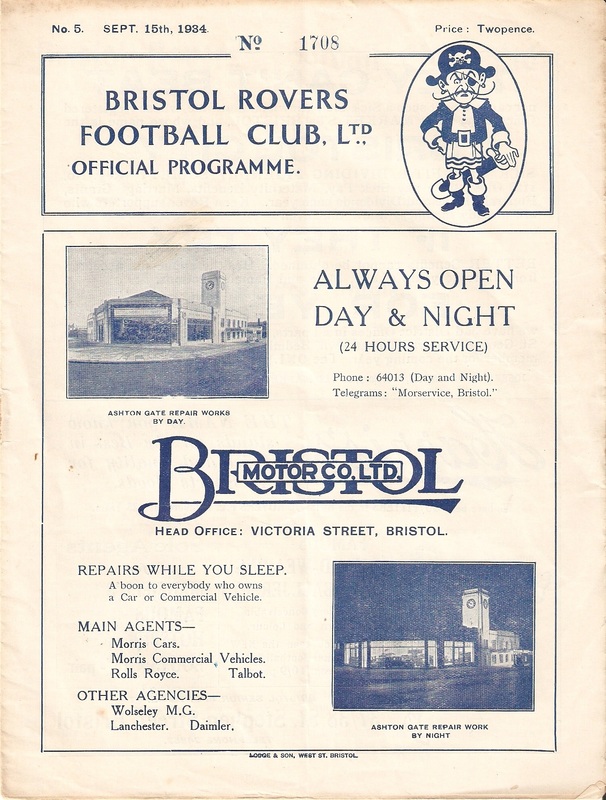 No. 5. SEPT. 15th, 1934. Price : Twopence.
No 1708
BRISTOL ROVERS
FOOTBALL CLUB, LTD.,
OFFICIAL PROGRAMME.
ALWAYS OPEN
DAY & NIGHT
(24 HOURS SERVICE)
Phone : 64013 (Day and Night).
Telegrams : "Morservice, Bristol."
ASHTON GATE REPAIR WORKS
BY DAY.
BRISTOL
MOTOR CO, LTD.
HEAD OFFICE: VICTORIA STREET, BRISTOL.
REPAIRS WHILE YOU SLEEP.
A boon to everybody who owns
a Car or Commercial Vehicle.
MAIN AGENTS—
Morris Cars.
Morris Commercial Vehicles.
Rolls Royce. Talbot.
OTHER AGENCIES—
Wolseley M.G.
Lanchester. Daimler.
ASHTON GATE REPAIR WORK
BY NIGHT
LODGE & SON, WEST ST. BRISTOL.